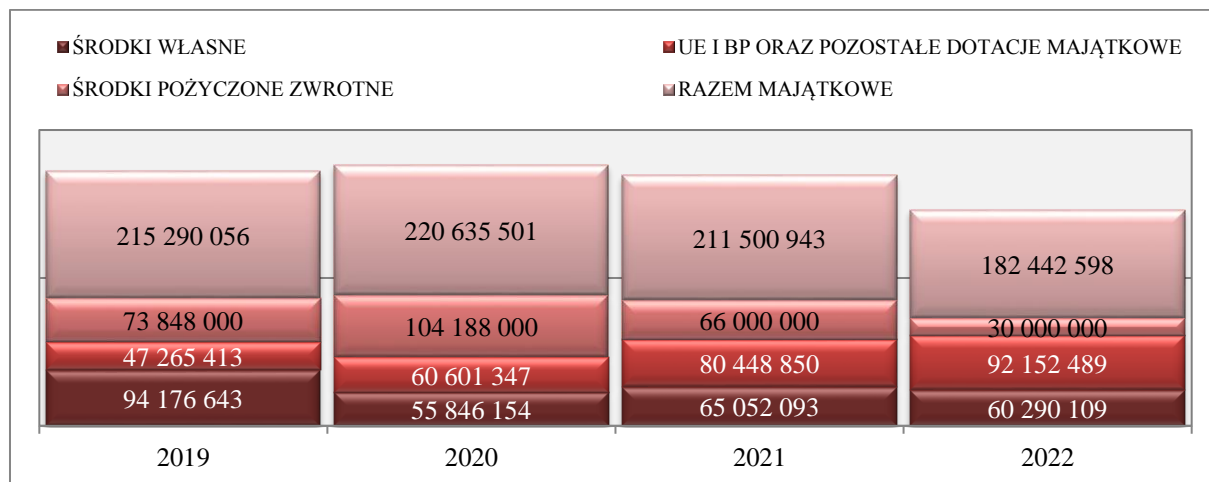 ŚRODKI WŁASNE
UE I BP ORAZ POZOSTAŁE DOTACJE MAJĄTKOWE
ŚRODKI POŻYCZONE ZWROTNE
RAZEM MAJĄTKOWE
215 290 056
220 635 501
211 500 943
182 442 598
73 848 000
104 188 000
66 000 000
30 000 000
47 265 413
60 601 347
80 448 850
92 152 489
94 176 643
55 846 154
65 052 093
60 290 109
2019
2020
2021
2022